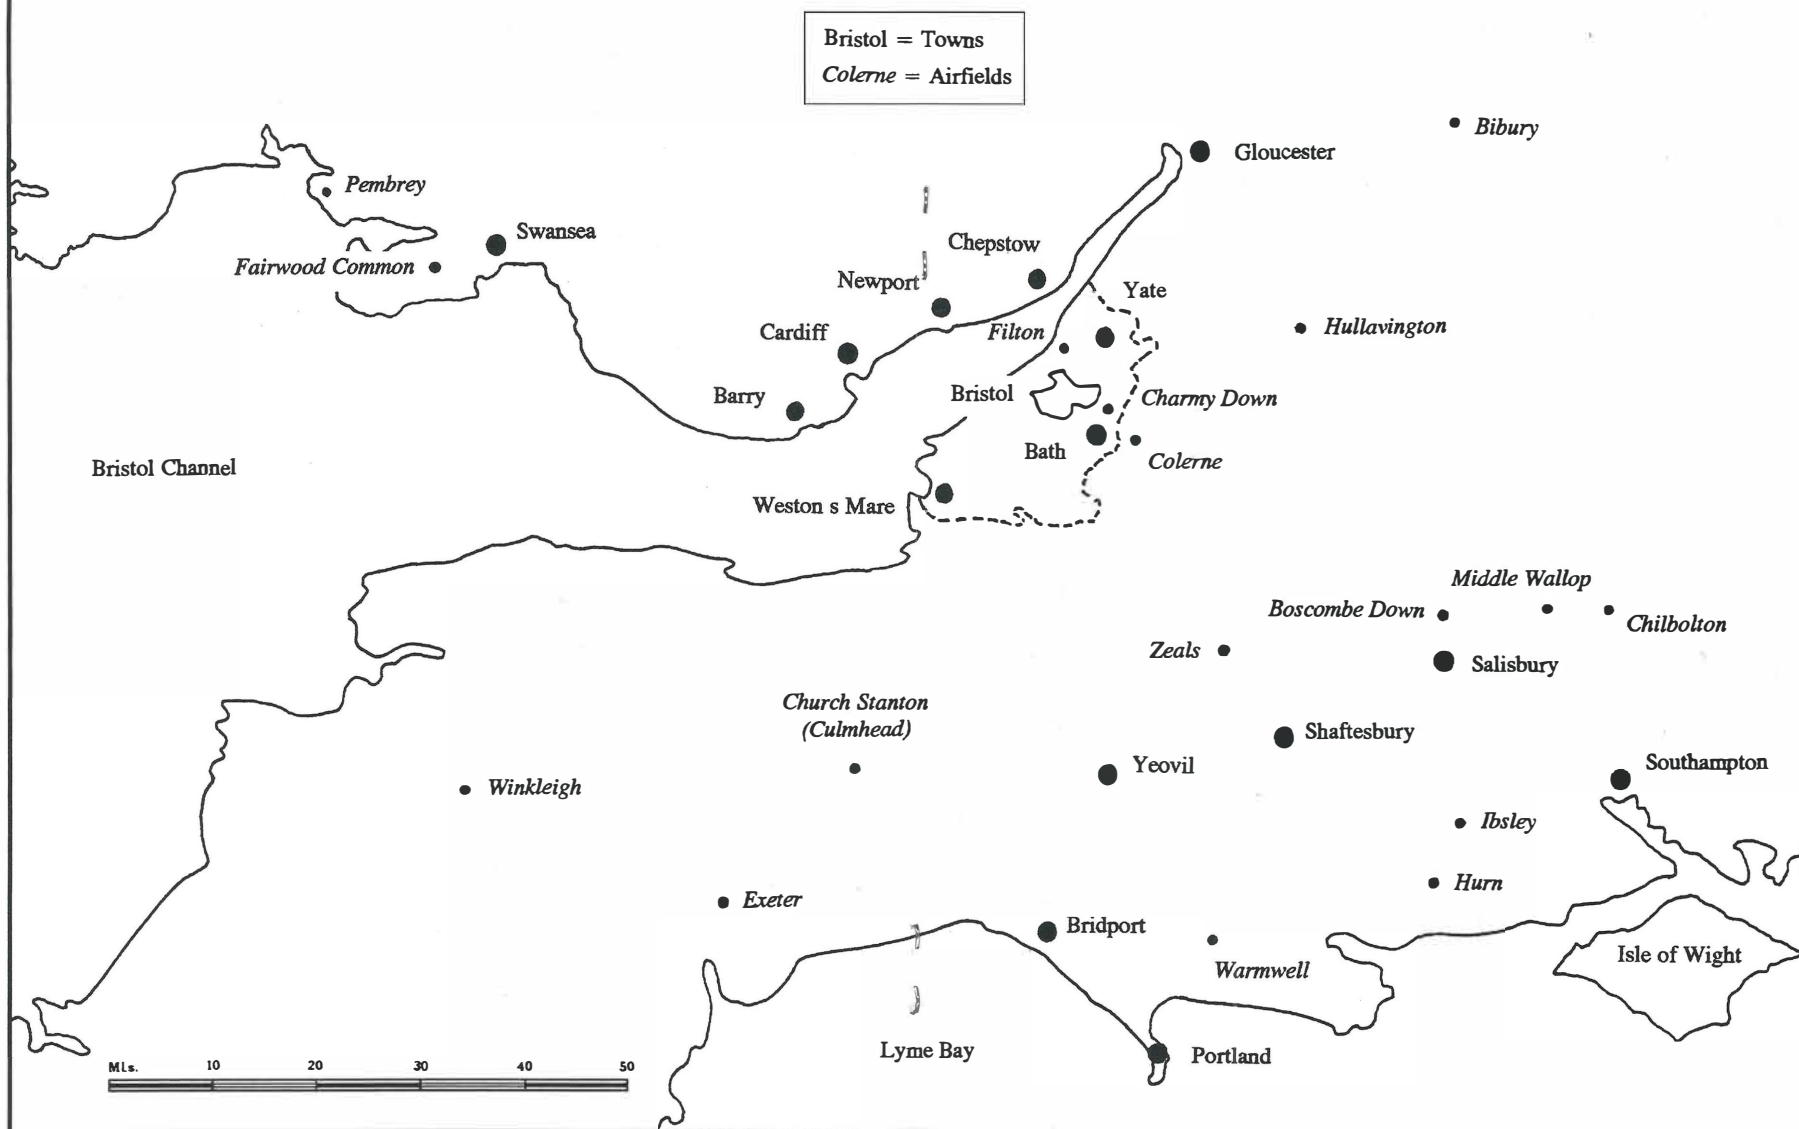 Bristol = Towns
Colerne = Airfields
Bibury
Gloucester
Pembrey
Swansea
Chepstow
Fairwood Common
Newport
Yate
Cardiff
Filton
Hullavington
Barry
Bristol
Charmy Down
Bath
Colerne
Bristol Channel
Weston s Mare
Middle Wallop
Boscombe Down
Chilbolton
Zeals
Salisbury
Church Stanton
(Culmhead)
Shaftesbury
Yeovil
Southampton
Winkleigh
Ibsley
Hurn
Exeter
Bridport
Isle of Wight
Warmwell
Lyme Bay
Portland
Mls. 10 20 30 40 50